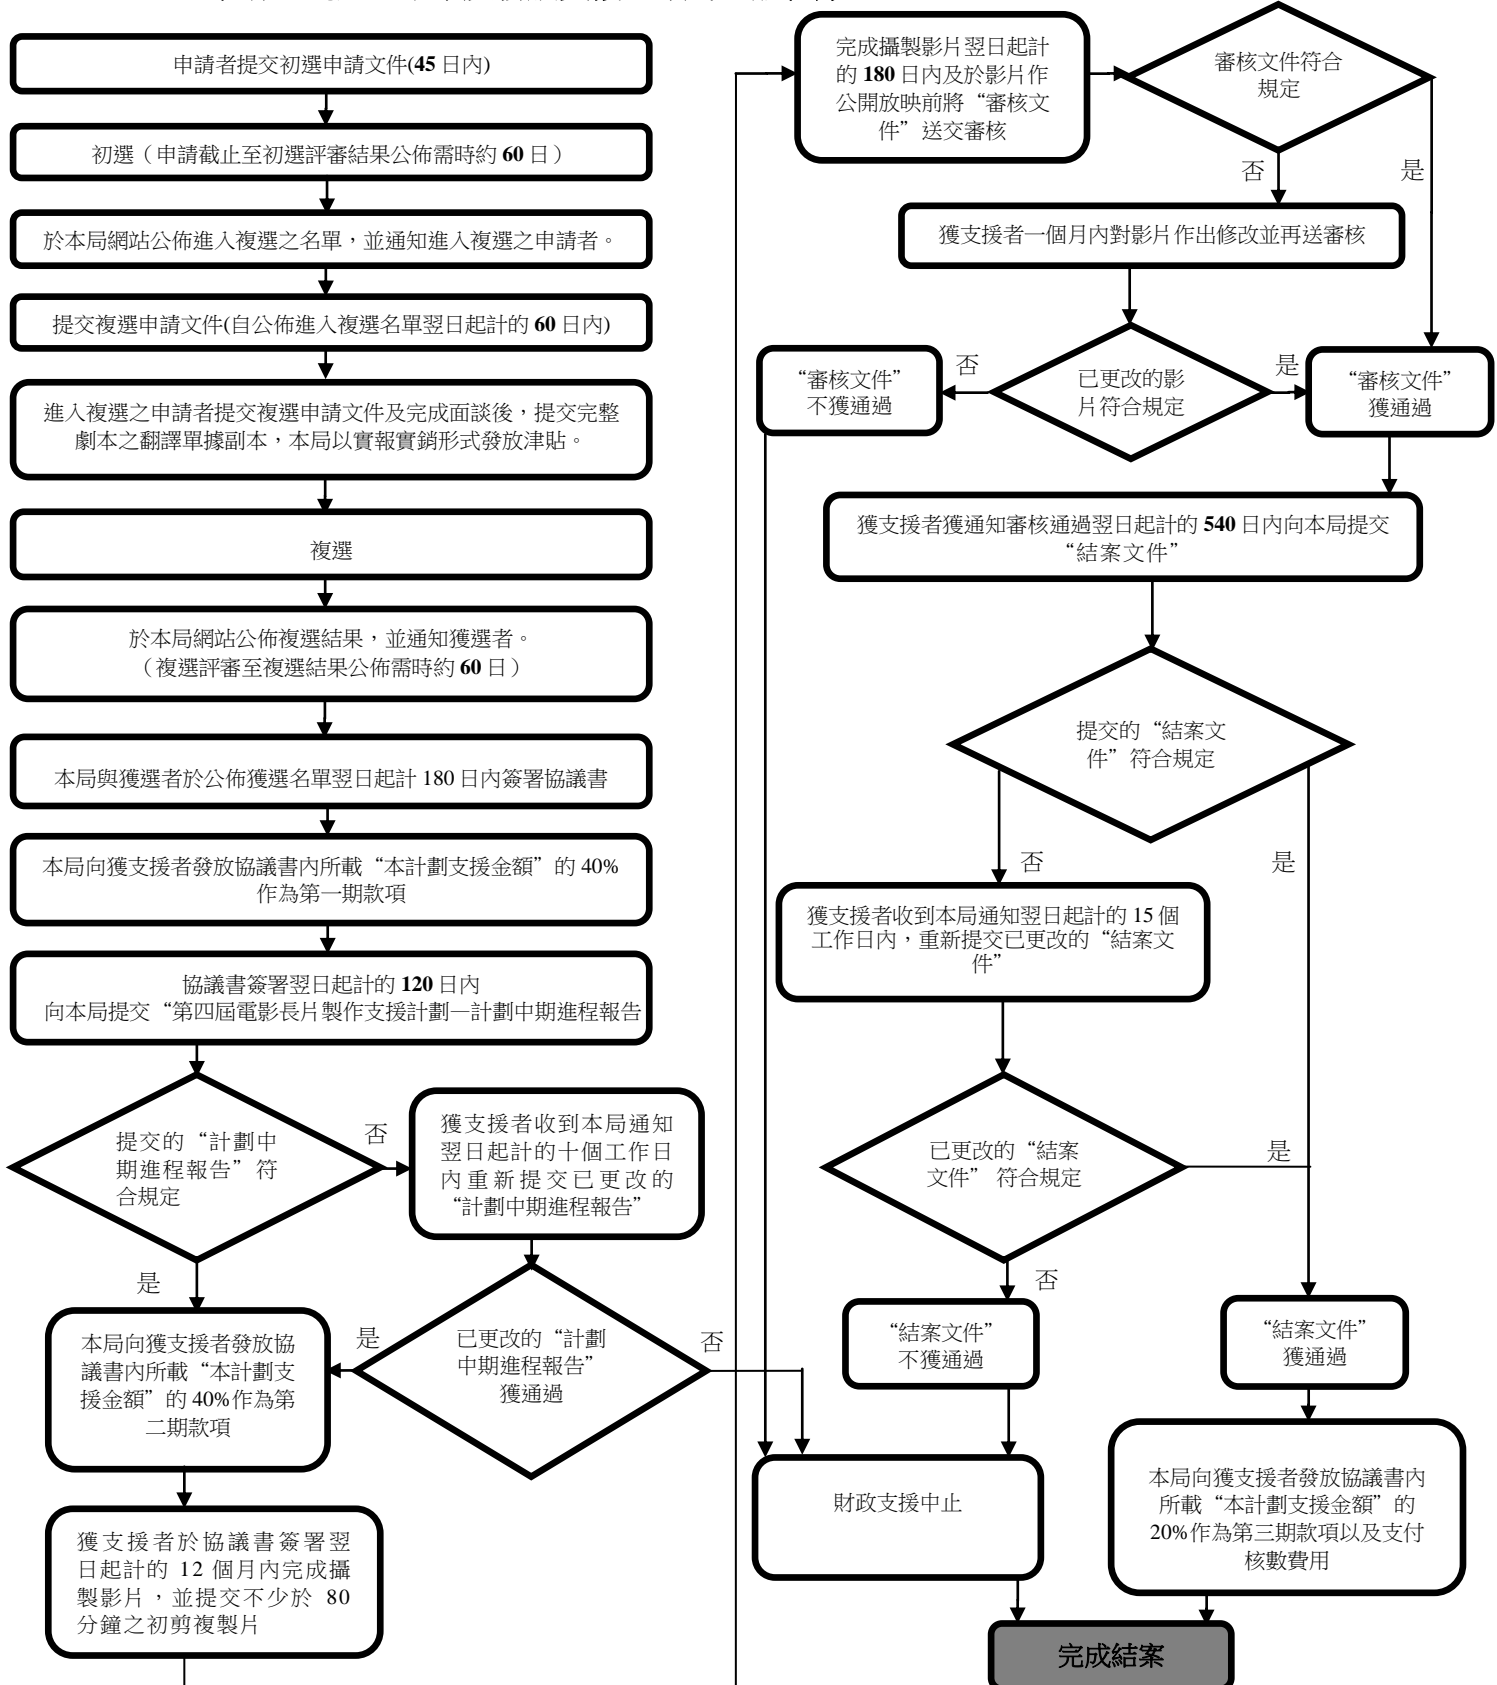 申請者提交初選申請文件(45 日內)
初選（申請截止至初選評審結果公佈需時約 60 日）
於本局網站公佈進入複選之名單，並通知進入複選之申請者。
提交複選申請文件(自公佈進入複選名單翌日起計的 60 日內)
進入複選之申請者提交複選申請文件及完成面談後，提交完整
劇本之翻譯單據副本，本局以實報實銷形式發放津貼。
複選
於本局網站公佈複選結果，並通知獲選者。
（複選評審至複選結果公佈需時約 60 日）
本局與獲選者於公佈獲選名單翌日起計 180 日內簽署協議書
本局向獲支援者發放協議書內所載“本計劃支援金額”的 40%
作為第一期款項
協議書簽署翌日起計的 120 日內
向本局提交“第四屆電影長片製作支援計劃—計劃中期進程報告
提交的“計劃中
期進程報告”符
合規定
否
獲支援者收到本局通知
翌日起計的十個工作日
內重新提交已更改的
“計劃中期進程報告”
是
本局向獲支援者發放協
議書內所載“本計劃支
援金額”的 40%作為第
二期款項
是
已更改的“計劃
中期進程報告”
獲通過
否
獲支援者於協議書簽署翌
日起計的 12 個月內完成攝
製影片，並提交不少於 80
分鐘之初剪複製片
完成攝製影片翌日起計
的 180 日內及於影片作
公開放映前將“審核文
件”送交審核
審核文件符合
規定
否
是
獲支援者一個月內對影片作出修改並再送審核
“審核文件”
不獲通過
否
已更改的影
片符合規定
是
“審核文件”
獲通過
獲支援者獲通知審核通過翌日起計的 540 日內向本局提交
“結案文件”
提交的“結案文
件”符合規定
否
是
獲支援者收到本局通知翌日起計的 15 個
工作日內，重新提交已更改的“結案文
件”
已更改的“結案
文件” 符合規定
是
否
“結案文件”
不獲通過
“結案文件”
獲通過
財政支援中止
本局向獲支援者發放協議書內
所載“本計劃支援金額”的
20%作為第三期款項以及支付
核數費用
完成結案